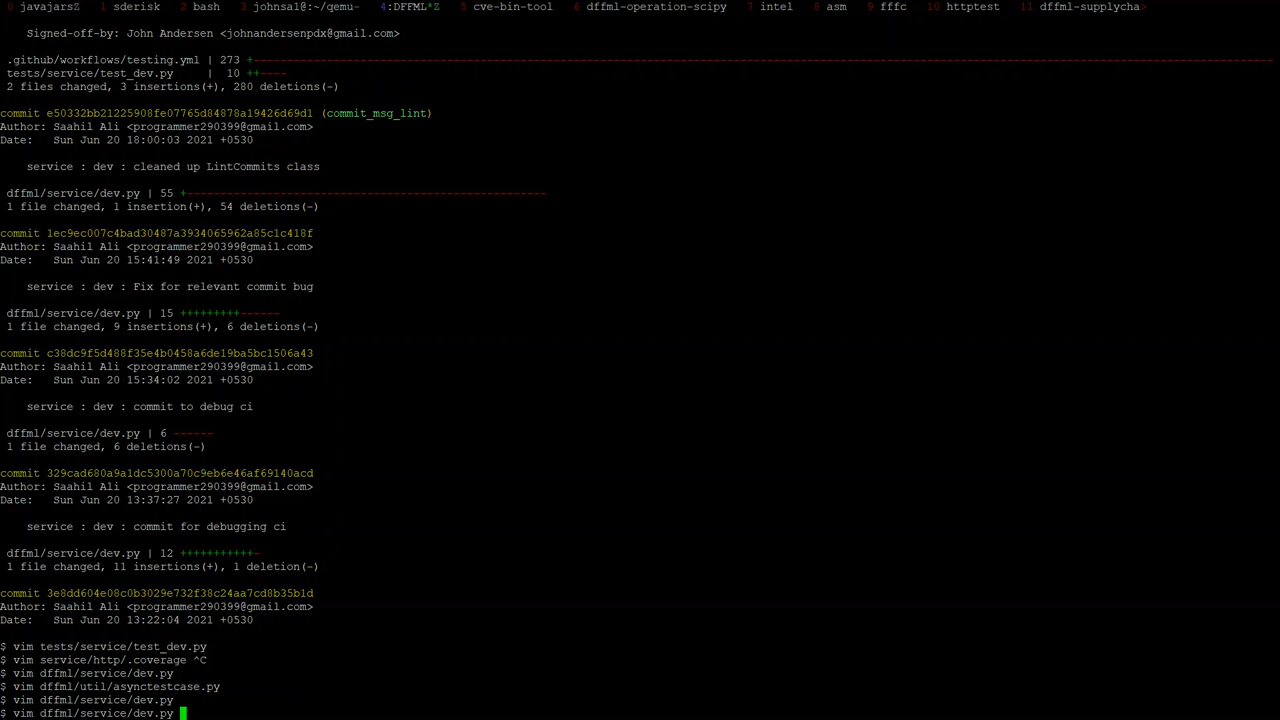 0 javajarsZ  1 sderisk  2 bash  3 johnsal@:~/qemu-  4:DFFML*Z  5 cve-bin-tool  6 dffml-operation-scipy  7 intel  8 asm  9 fffc  10 httptest  11 dffml-supplycha>
    Signed-off-by: John Andersen <johnandersenpdx@gmail.com>
 .github/workflows/testing.yml | 273 +-------------------------------------------------------------------------------------------------------------------------------------------------------
 tests/service/test_dev.py     |  10 ++----
 2 files changed, 3 insertions(+), 280 deletions(-)
commit e50332bb21225908fe07765d84878a19426d69d1 (commit_msg_lint)
Author: Saahil Ali <programmer290399@gmail.com>
Date:   Sun Jun 20 18:00:03 2021 +0530
    service : dev : cleaned up LintCommits class
 dffml/service/dev.py | 55 +------------------------------------------------------
 1 file changed, 1 insertion(+), 54 deletions(-)
commit 1ec9ec007c4bad30487a3934065962a85c1c418f
Author: Saahil Ali <programmer290399@gmail.com>
Date:   Sun Jun 20 15:41:49 2021 +0530
    service : dev : Fix for relevant commit bug
 dffml/service/dev.py | 15 +++++++++------
 1 file changed, 9 insertions(+), 6 deletions(-)
commit c38dc9f5d488f35e4b0458a6de19ba5bc1506a43
Author: Saahil Ali <programmer290399@gmail.com>
Date:   Sun Jun 20 15:34:02 2021 +0530
    service : dev : commit to debug ci
 dffml/service/dev.py | 6 ------
 1 file changed, 6 deletions(-)
commit 329cad680a9a1dc5300a70c9eb6e46af69140acd
Author: Saahil Ali <programmer290399@gmail.com>
Date:   Sun Jun 20 13:37:27 2021 +0530
    service : dev : commit for debugging ci
 dffml/service/dev.py | 12 +++++++++++-
 1 file changed, 11 insertions(+), 1 deletion(-)
commit 3e8dd604e08c0b3029e732f38c24aa7cd8b35b1d
Author: Saahil Ali <programmer290399@gmail.com>
Date:   Sun Jun 20 13:22:04 2021 +0530
$ vim tests/service/test_dev.py
$ vim service/http/.coverage ^C
$ vim dffml/service/dev.py
$ vim dffml/util/asynctestcase.py
$ vim dffml/service/dev.py
$ vim dffml/service/dev.py